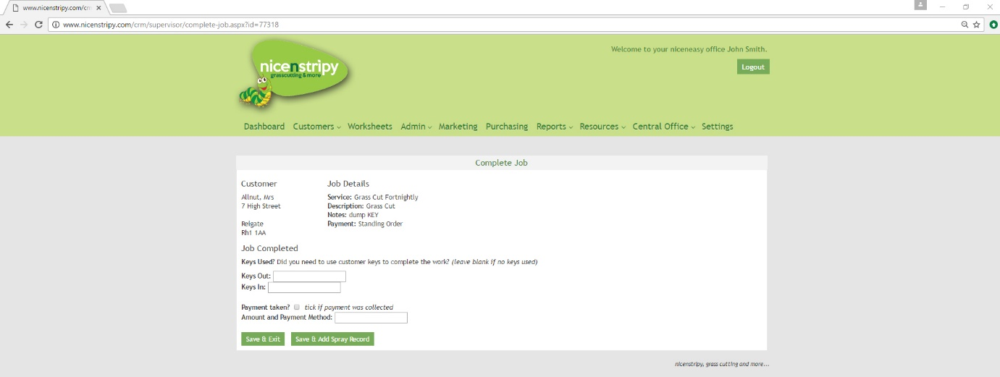 www.nicenstripy.com/crm
www.nicenstripy.com/crm/supervisor/complete-job.aspx?id=77318
Welcome to your niceneasy office John Smith.
Logout
nicenstripy
grasscutting & more
Dashboard Customers Worksheets Admin Marketing Purchasing Reports Resources Central Office Settings
Complete Job
Customer Job Details
Allnut, Mrs Service: Grass Cut Fortnightly
7 High Street Description: Grass Cut
Notes: dump KEY
Reigate Payment: Standing Order
Rh1 1AA
Job Completed
Keys Used? Did you need to use customer keys to complete the work? (leave blank if no keys used)
Keys Out:
Keys In:
Payment taken? tick if payment was collected
Amount and Payment Method:
Save & Exit Save & Add Spray Record
nicenstripy, grass cutting and more...